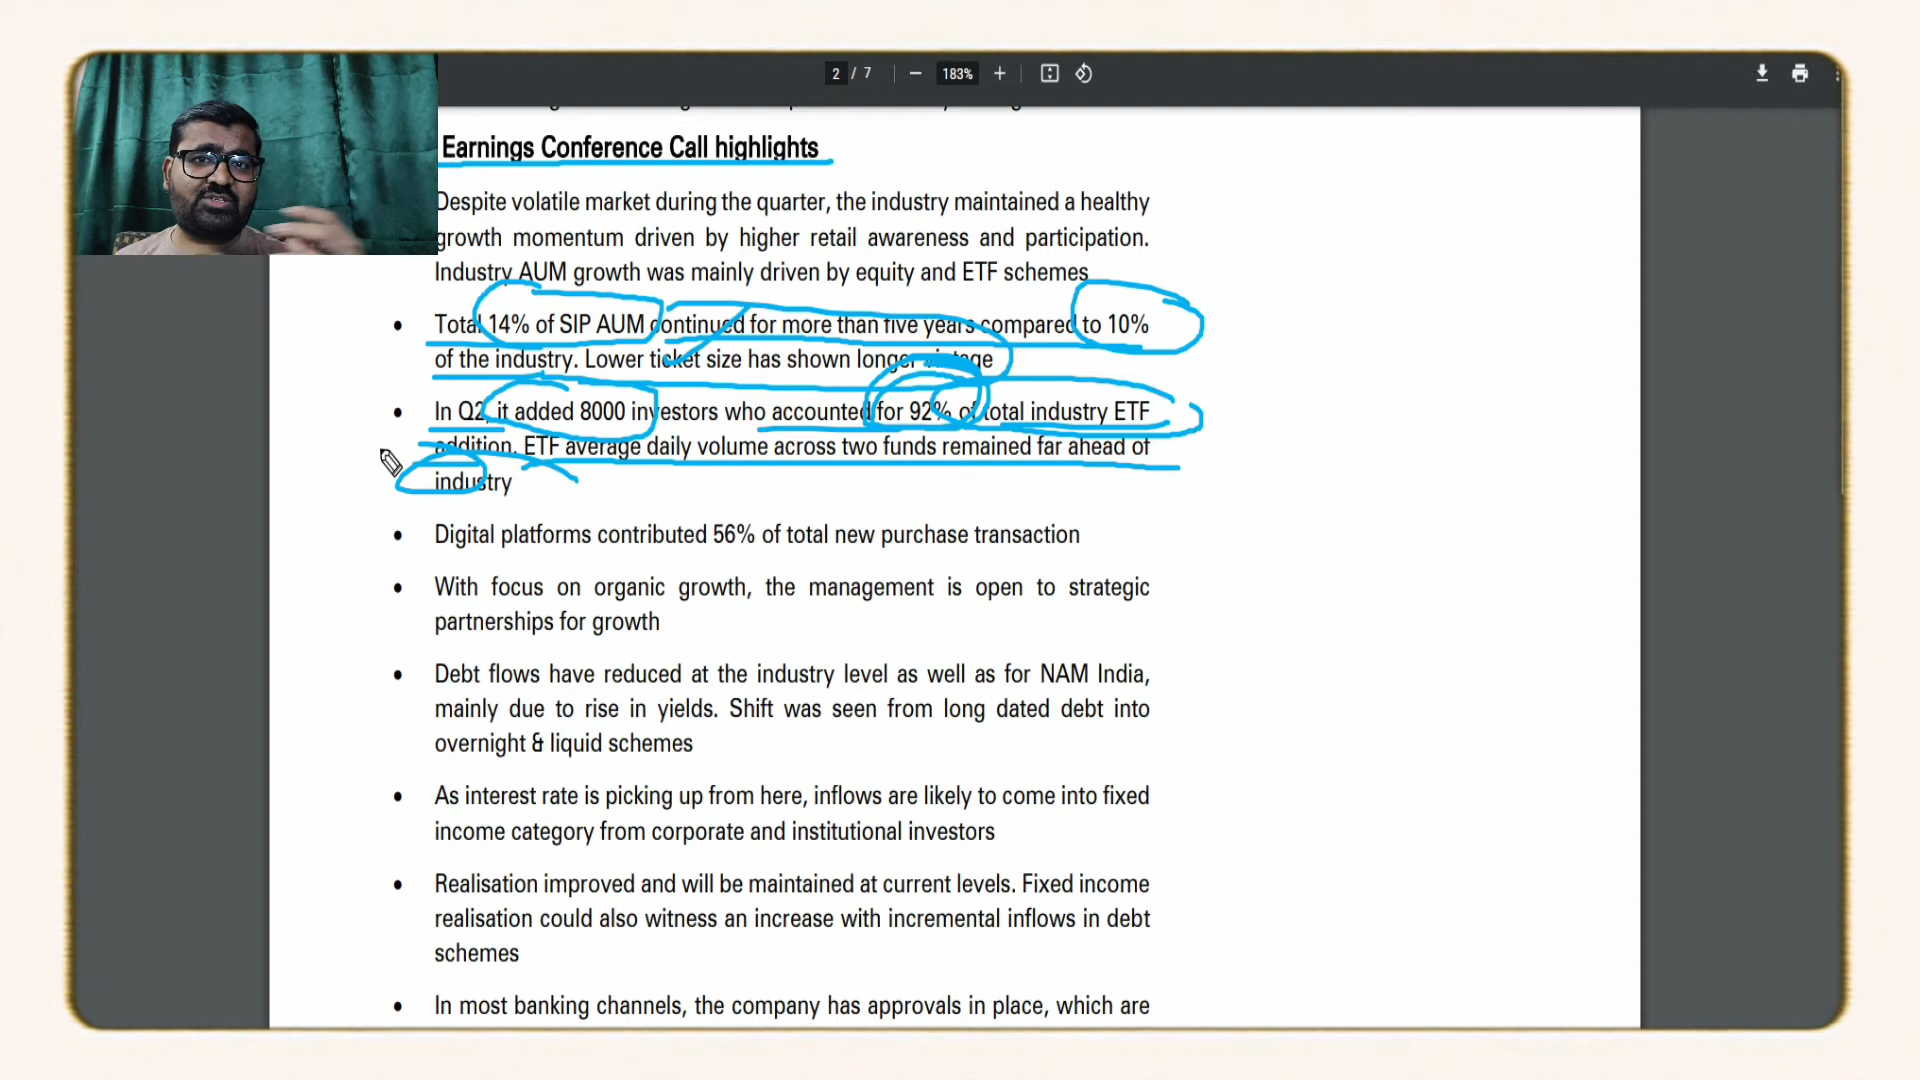 2 / 7 183%
Earnings Conference Call highlights
Despite volatile market during the quarter, the industry maintained a healthy
growth momentum driven by higher retail awareness and participation.
Industry AUM growth was mainly driven by equity and ETF schemes
• Total 14% of SIP AUM continued for more than five years compared to 10%
of the industry. Lower ticket size has shown longer vintage
• In Q2, it added 8000 investors who accounted for 92% of total industry ETF
addition. ETF average daily volume across two funds remained far ahead of
industry
• Digital platforms contributed 56% of total new purchase transaction
• With focus on organic growth, the management is open to strategic
partnerships for growth
• Debt flows have reduced at the industry level as well as for NAM India,
mainly due to rise in yields. Shift was seen from long dated debt into
overnight & liquid schemes
• As interest rate is picking up from here, inflows are likely to come into fixed
income category from corporate and institutional investors
• Realisation improved and will be maintained at current levels. Fixed income
realisation could also witness an increase with incremental inflows in debt
schemes
• In most banking channels, the company has approvals in place, which are